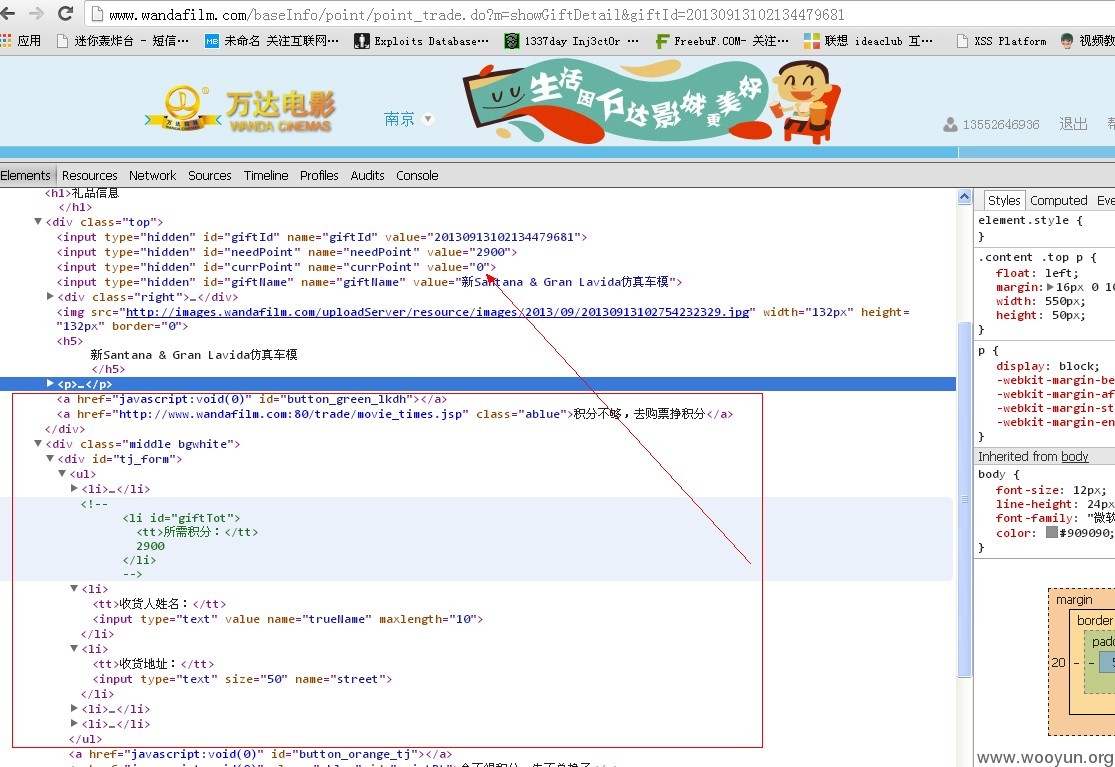 www.wandafilm.com/baseInfo/point/point_trade.do?m=showGiftDetail&giftId=20130913102134479681
应用 迷你轰炸台 - 短信… MB 未命名 关注互联网… Exploits Database… 1337day Inj3ct0r … FreebuF.COM- 关注… 联想 ideaclub 互… XSS Platform 视频教
万达电影
WANDA CINEMAS
南京
生活因万达影城更美好
13552646936 退出 帮
Elements Resources Network Sources Timeline Profiles Audits Console
<h1>礼品信息
</h1>
<div class="top">
<input type="hidden" id="giftId" name="giftId" value="20130913102134479681">
<input type="hidden" id="needPoint" name="needPoint" value="2900">
<input type="hidden" id="currPoint" name="currPoint" value="0">
<input type="hidden" id="giftName" name="giftName" value="新Santana & Gran Lavida仿真车模">
<div class="right">…</div>
<img src="http://images.wandafilm.com/uploadServer/resource/images/2013/09/20130913102754232329.jpg" width="132px" height=
"132px" border="0">
<h5>
新Santana & Gran Lavida仿真车模
</h5>
<p>…</p>
<a href="javascript:void(0)" id="button_green_lkdh"></a>
<a href="http://www.wandafilm.com:80/trade/movie_times.jsp" class="ablue">积分不够，去购票挣积分</a>
</div>
<div class="middle bgwhite">
<div id="tj_form">
<ul>
<li>…</li>
<!--
<li id="giftTot">
<tt>所需积分：</tt>
2900
</li>
-->
<li>
<tt>收货人姓名：</tt>
<input type="text" value name="trueName" maxlength="10">
</li>
<li>
<tt>收货地址：</tt>
<input type="text" size="50" name="street">
</li>
<li>…</li>
<li>…</li>
</ul>
<a href="javascript:void(0)" id="button_orange_tj"></a>
Styles Computed Eve
element.style {
}
.content .top p {
float: left;
margin: 16px 0 10
width: 550px;
height: 50px;
}
p {
display: block;
-webkit-margin-be
-webkit-margin-af
-webkit-margin-st
-webkit-margin-en
}
Inherited from body
body {
font-size: 12px;
line-height: 24px
font-family: "微软
color: #909090;
}
margin
border
padd
20 - - 5
www.wooyun.org